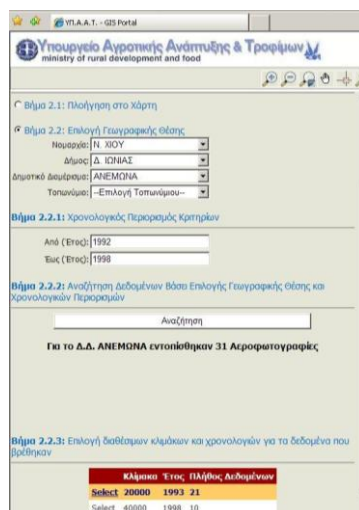 ΥΠ.Α.Α.Τ. - GIS Portal
Υπουργείο Αγροτικής Ανάπτυξης & Τροφίμων
ministry of rural development and food
Βήμα 2.1: Πλοήγηση στο Χάρτη
Βήμα 2.2: Επιλογή Γεωγραφικής Θέσης
Νομαρχία: Ν. ΧΙΟΥ
Δήμος: Δ. ΙΩΝΙΑΣ
Δημοτικό Διαμέρισμα: ΑΝΕΜΩΝΑ
Τοπωνύμιο: --Επιλογή Τοπωνύμιου--
Βήμα 2.2.1: Χρονολογικός Περιορισμός Κριτηρίων
Από (Έτος): 1992
Έως (Έτος): 1998
Βήμα 2.2.2: Αναζήτηση Δεδομένων Βάσει Επιλογής Γεωγραφικής Θέσης και
Χρονολογικών Περιορισμών
Αναζήτηση
Για το Δ.Δ. ΑΝΕΜΩΝΑ εντοπίσθηκαν 31 Αεροφωτογραφίες
Βήμα 2.2.3: Επιλογή διαθέσιμων κλιμάκων και χρονολογιών για τα δεδομένα που
βρέθηκαν
Κλίμακα Έτος Πλήθος Δεδομένων
Select 20000 1993 21
Select 40000 1998 10